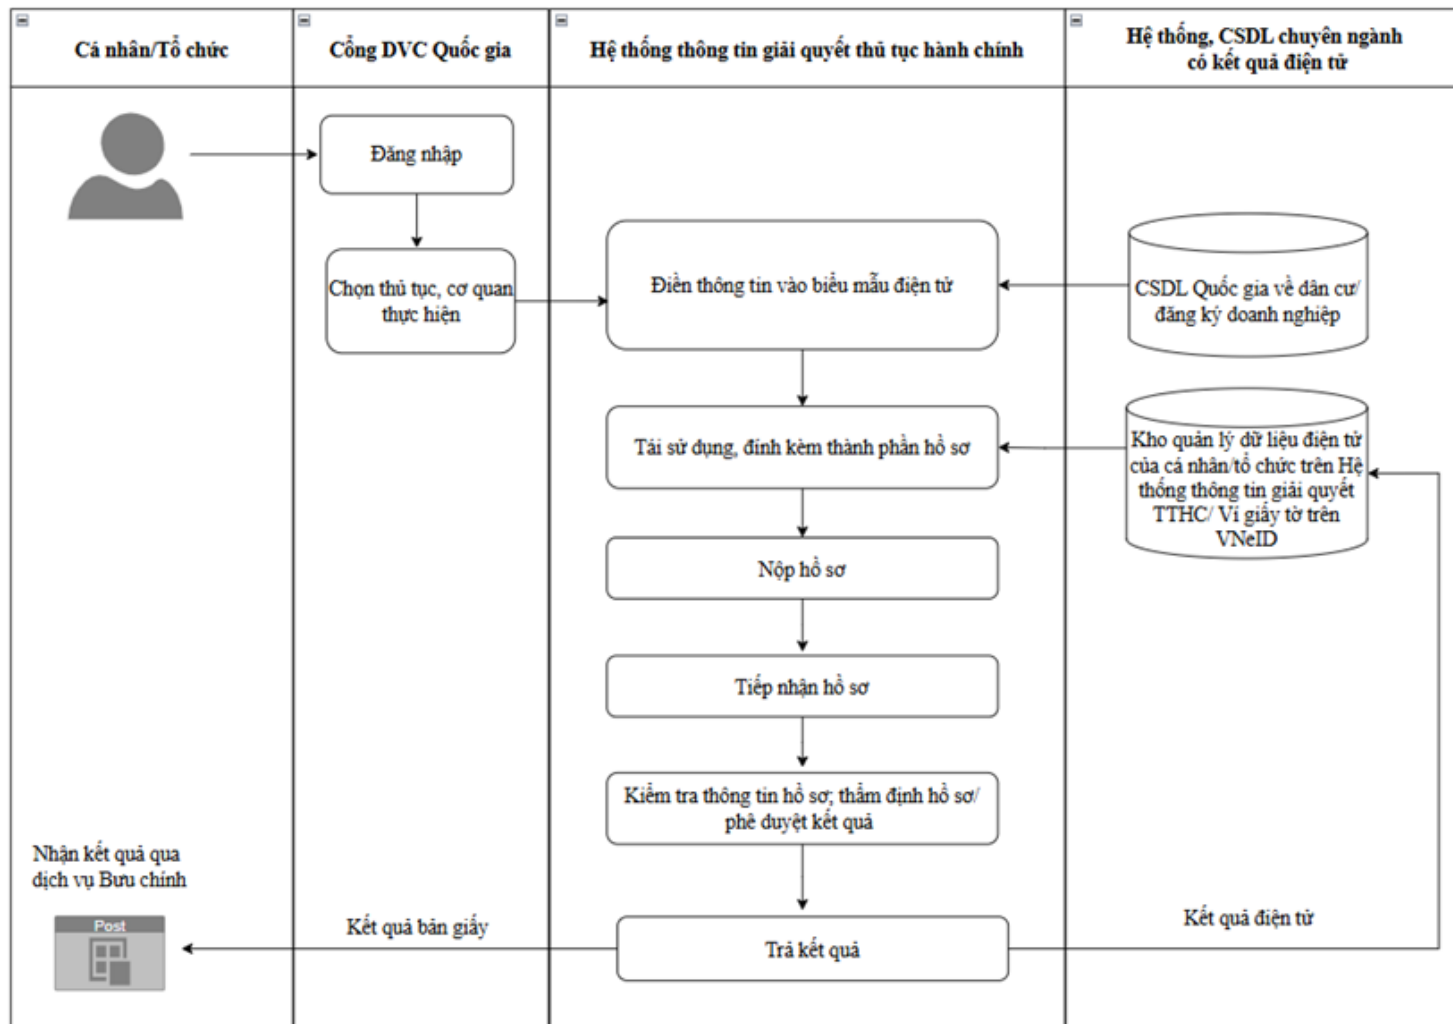 Cá nhân/Tổ chức
Cổng DVC Quốc gia
Hệ thống thông tin giải quyết thủ tục hành chính
Hệ thống, CSDL chuyên ngành
có kết quả điện tử
Đăng nhập
Chọn thủ tục, cơ quan
thực hiện
Điền thông tin vào biểu mẫu điện tử
CSDL Quốc gia về dân cư/
đăng ký doanh nghiệp
Tái sử dụng, đính kèm thành phần hồ sơ
Kho quản lý dữ liệu điện tử
của cá nhân/tổ chức trên Hệ
thống thông tin giải quyết
TTHC/ Ví giấy tờ trên
VNeID
Nộp hồ sơ
Tiếp nhận hồ sơ
Kiểm tra thông tin hồ sơ; thẩm định hồ sơ/
phê duyệt kết quả
Nhận kết quả qua
dịch vụ Bưu chính
Post
Kết quả bản giấy
Trả kết quả
Kết quả điện tử